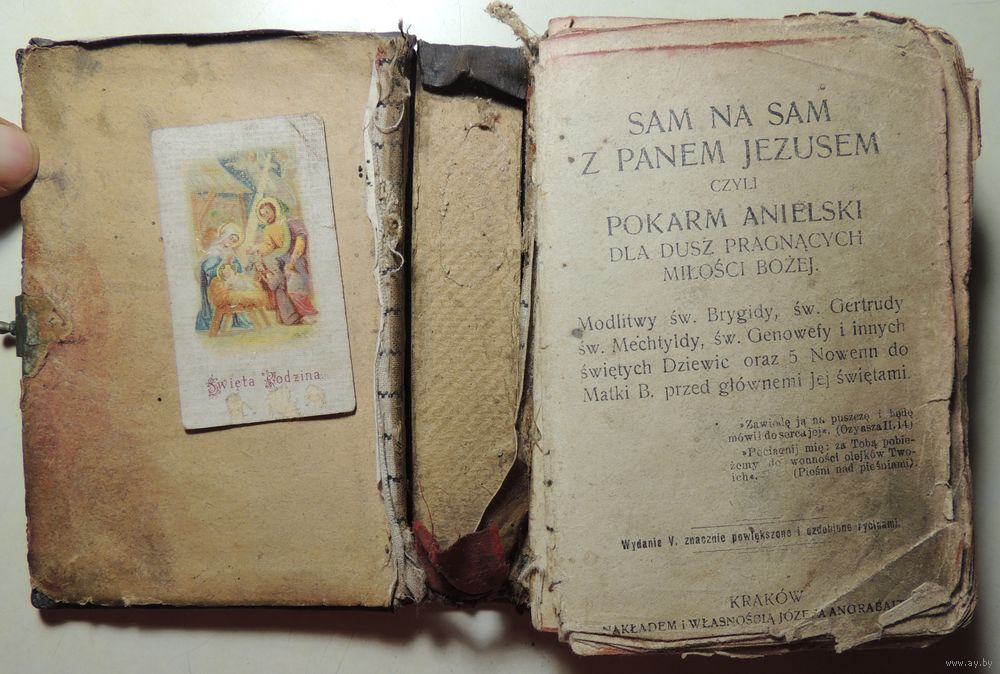 Święta Rodzina
SAM NA SAM
Z PANEM JEZUSEM
CZYLI
POKARM ANIELSKI
DLA DUSZ PRAGNĄCYCH
MIŁOŚCI BOŻEJ.
Modlitwy św. Brygidy, św. Gertrudy
św. Mechtyldy, św. Genowefy i innych
świętych Dziewic oraz 5 Nowenn do
Matki B. przed głównemi Jej świętami.
»Zawiodę ją na puszczę i będę
mówił do serca jej«. (Ozyasza II. 14)
»Pociągnij mię: za Tobą pobie-
żemy do wonności olejków Two-
ich«. (Pieśni nad pieśniami)
Wydanie V. znacznie powiększone i ozdobione rycinami.
KRAKÓW
NAKŁADEM i WŁASNOŚCIĄ JÓZEFA ANGRABAJT
www.ay.by